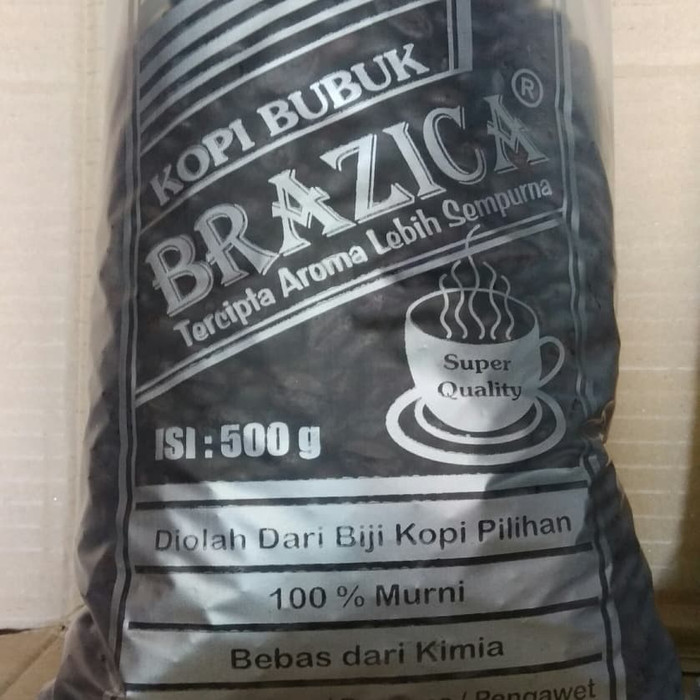 KOPI BUBUK
BRAZICA®
Tercipta Aroma Lebih Sempurna
Super
Quality
ISI : 500 g
Diolah Dari Biji Kopi Pilihan
100 % Murni
Bebas dari Kimia
/ Pengawet